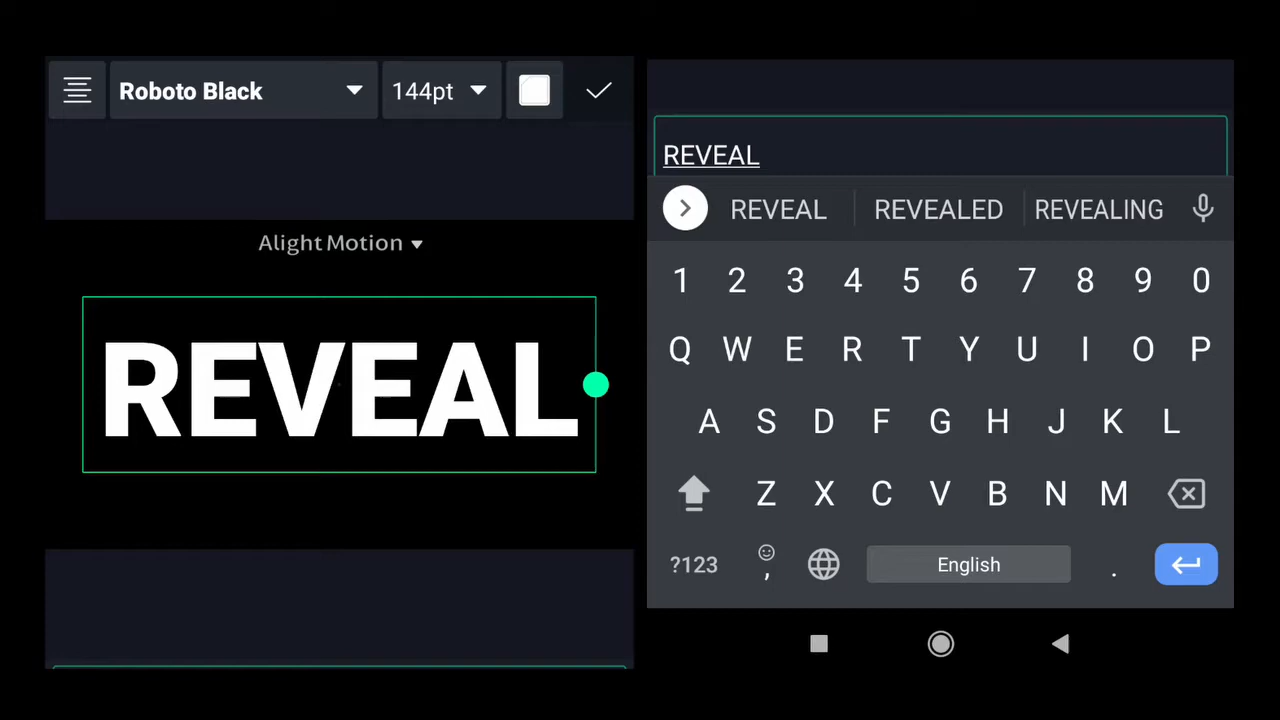 Roboto Black 144pt
Alight Motion
REVEAL
REVEAL
REVEAL REVEALED REVEALING
1 2 3 4 5 6 7 8 9 0
Q W E R T Y U I O P
A S D F G H J K L
Z X C V B N M
?123 , English .